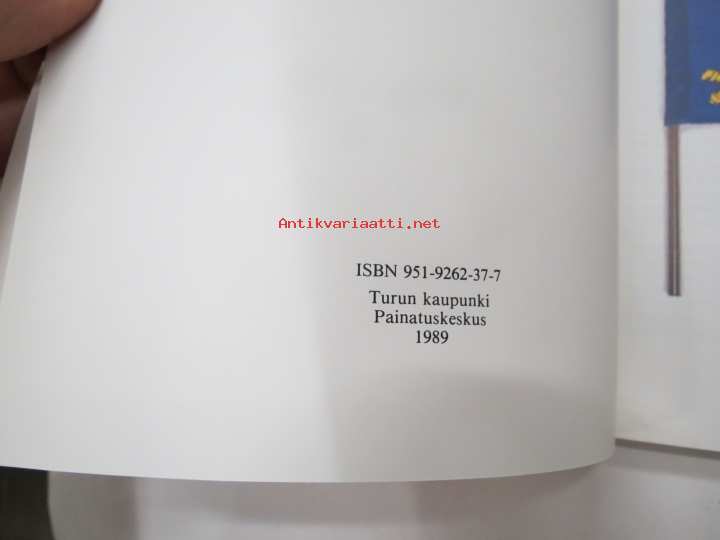 Antikvariaatti.net
ISBN 951-9262-37-7
Turun kaupunki
Painatuskeskus
1989